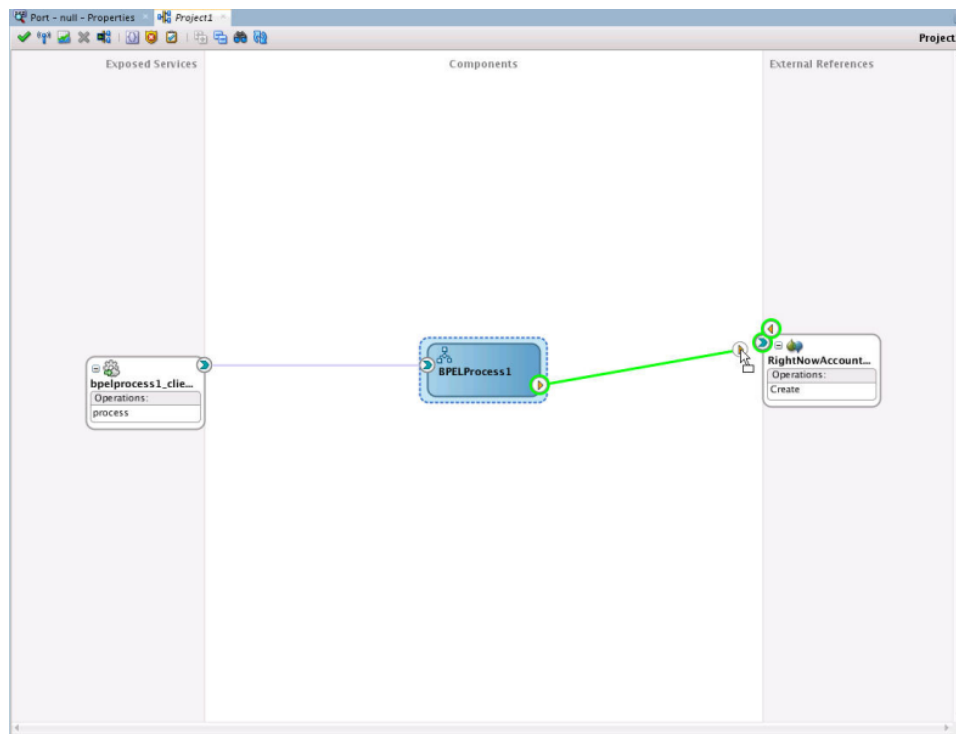 Port - null - Properties
Project1
Project
Exposed Services
Components
External References
bpelprocess1_clie...
Operations:
process
BPELProcess1
RightNowAccount...
Operations:
Create